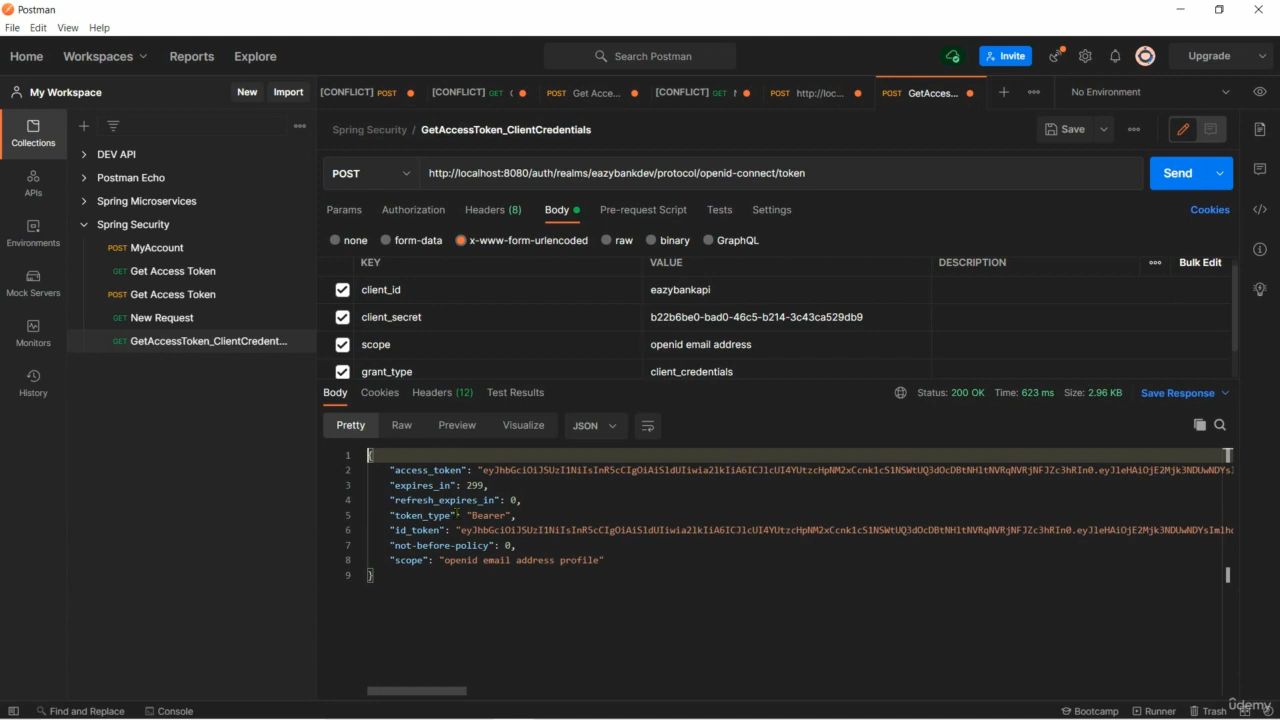 Postman
File Edit View Help
Home Workspaces Reports Explore Search Postman Invite Upgrade
My Workspace New Import
[CONFLICT] POST [CONFLICT] GET POST Get Acce... [CONFLICT] GET POST http://loc... POST GetAcces... No Environment
Collections
APIs
Environments
Mock Servers
Monitors
History
DEV API
Postman Echo
Spring Microservices
Spring Security
POST MyAccount
GET Get Access Token
POST Get Access Token
GET New Request
GET GetAccessToken_ClientCredent...
Spring Security / GetAccessToken_ClientCredentials Save
POST http://localhost:8080/auth/realms/eazybankdev/protocol/openid-connect/token Send
Params Authorization Headers (8) Body Pre-request Script Tests Settings Cookies
none form-data x-www-form-urlencoded raw binary GraphQL
KEY VALUE DESCRIPTION Bulk Edit
client_id eazybankapi
client_secret b22b6be0-bad0-46c5-b214-3c43ca529db9
scope openid email address
grant_type client_credentials
Body Cookies Headers (12) Test Results Status: 200 OK Time: 623 ms Size: 2.96 KB Save Response
Pretty Raw Preview Visualize JSON
1 {
2 "access_token":
3 "expires_in": 299,
4 "refresh_expires_in": 0,
5 "token_type": "Bearer",
6 "id_token":
7 "not-before-policy": 0,
8 "scope": "openid email address profile"
9 }
Find and Replace Console Bootcamp Runner Trash
udemy